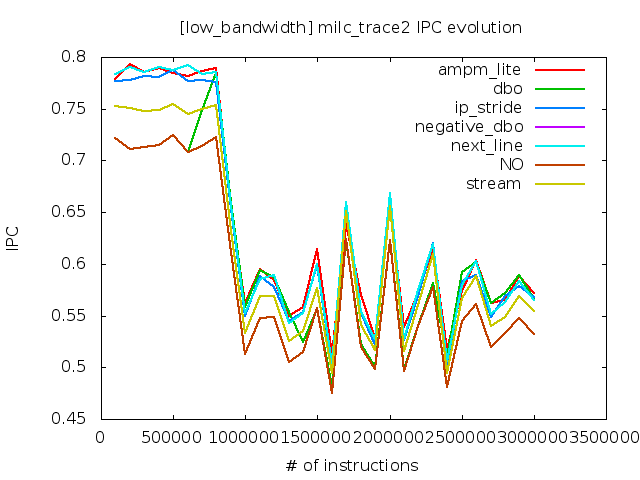 [low_bandwidth] milc_trace2 IPC evolution
0.8
0.75
0.7
0.65
0.6
0.55
0.5
0.45
IPC
ampm_lite
dbo
ip_stride
negative_dbo
next_line
NO
stream
0 500000 1000000 1500000 2000000 2500000 3000000 3500000
# of instructions